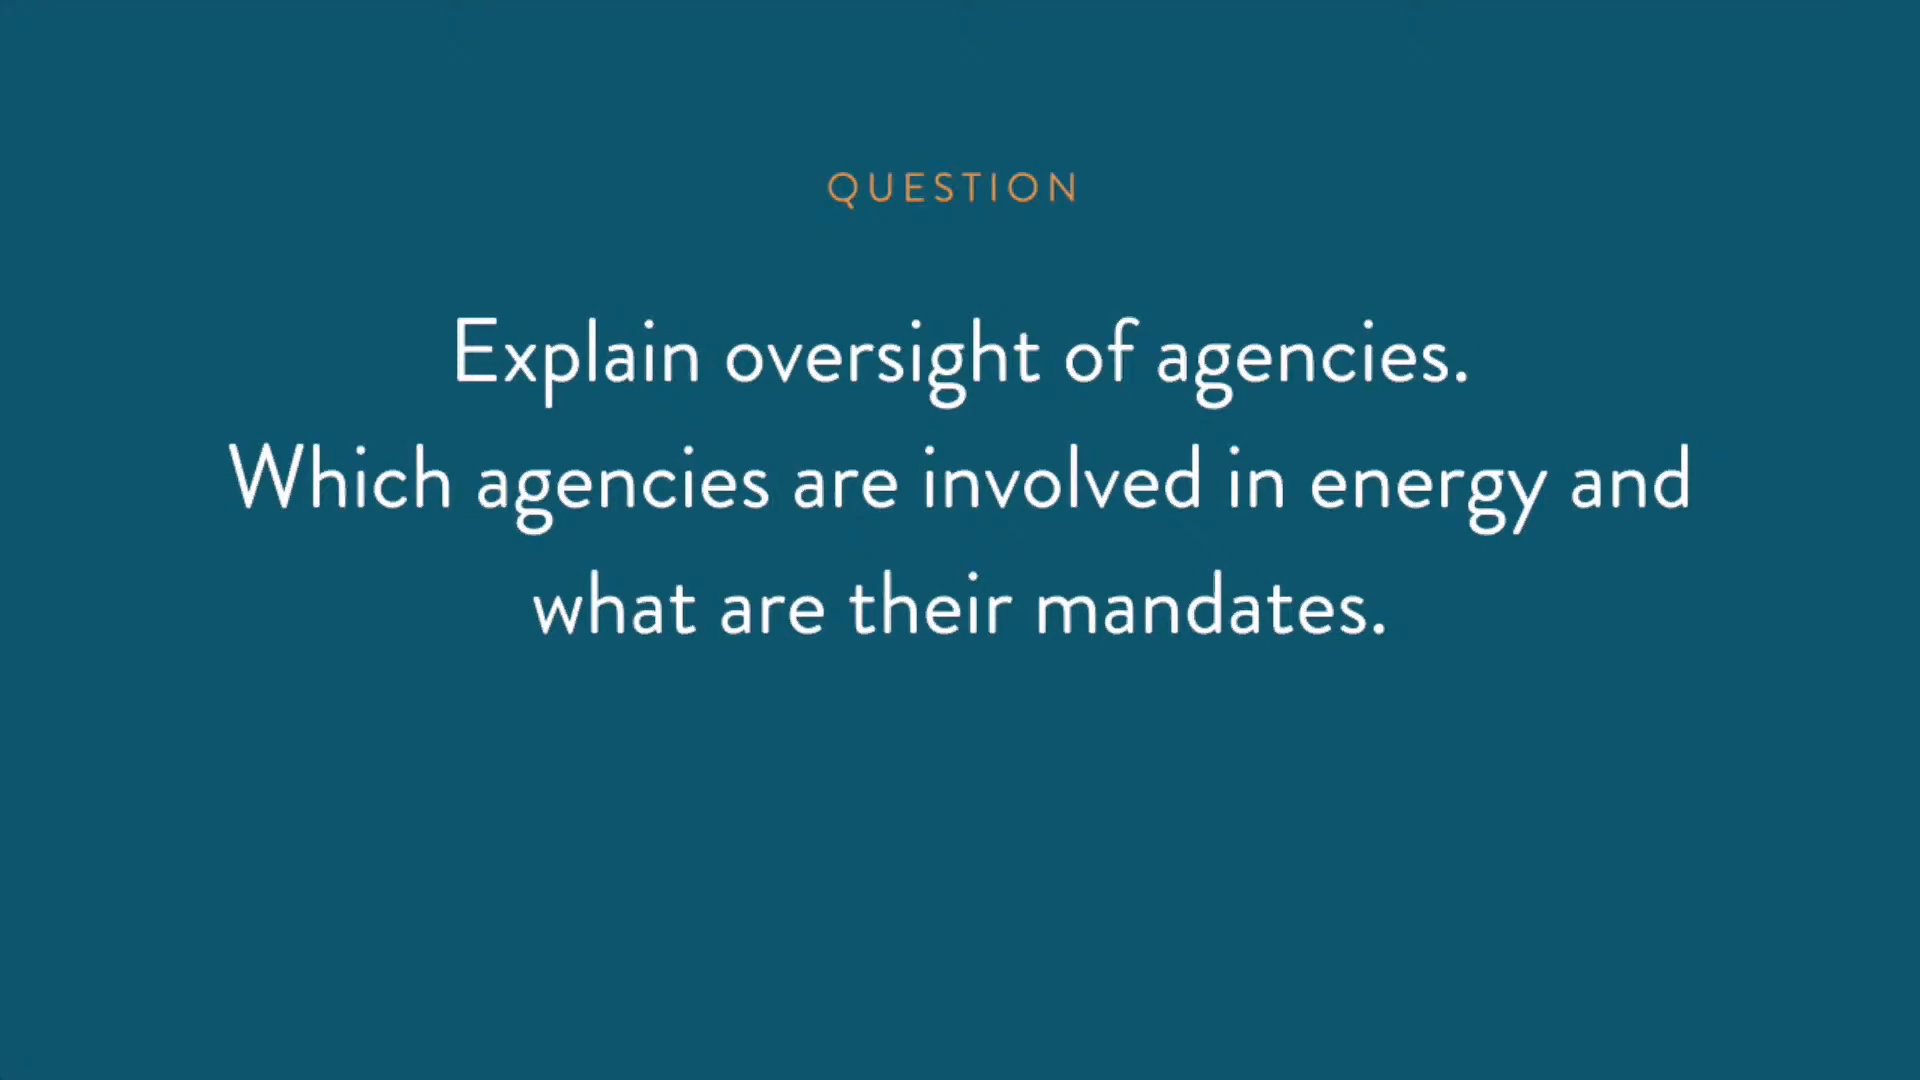 QUESTION
Explain oversight of agencies.
Which agencies are involved in energy and
what are their mandates.